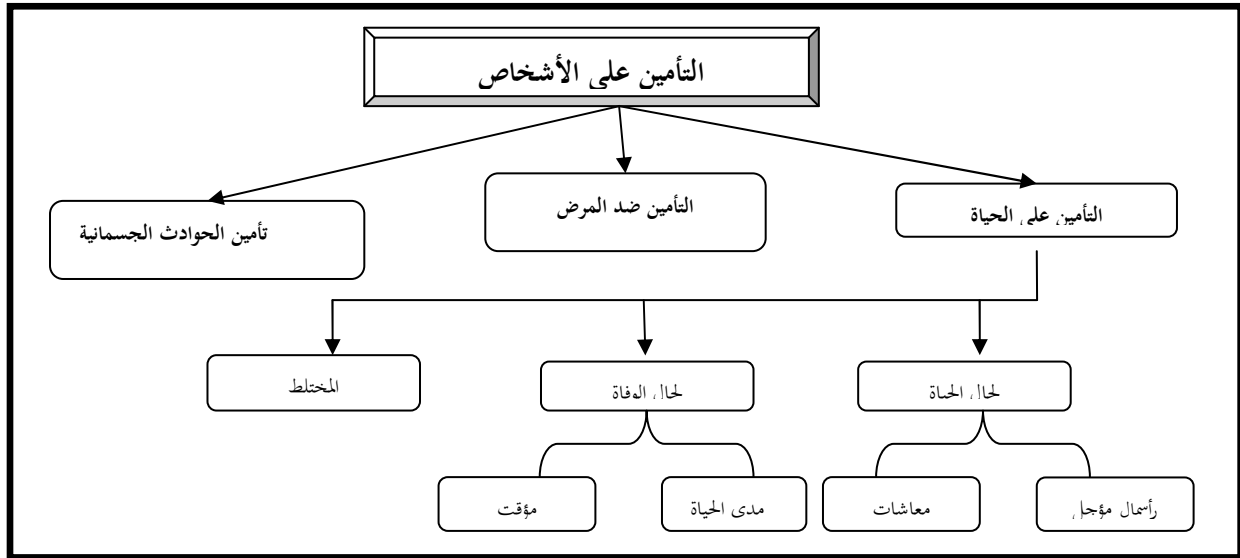 التأمين على الأشخاص
التأمين على الحياة
التأمين ضد المرض
تأمين الحوادث الجسمانية
لحال الحياة
لحال الوفاة
المختلط
رأسمال مؤجل
معاشات
مدى الحياة
مؤقت